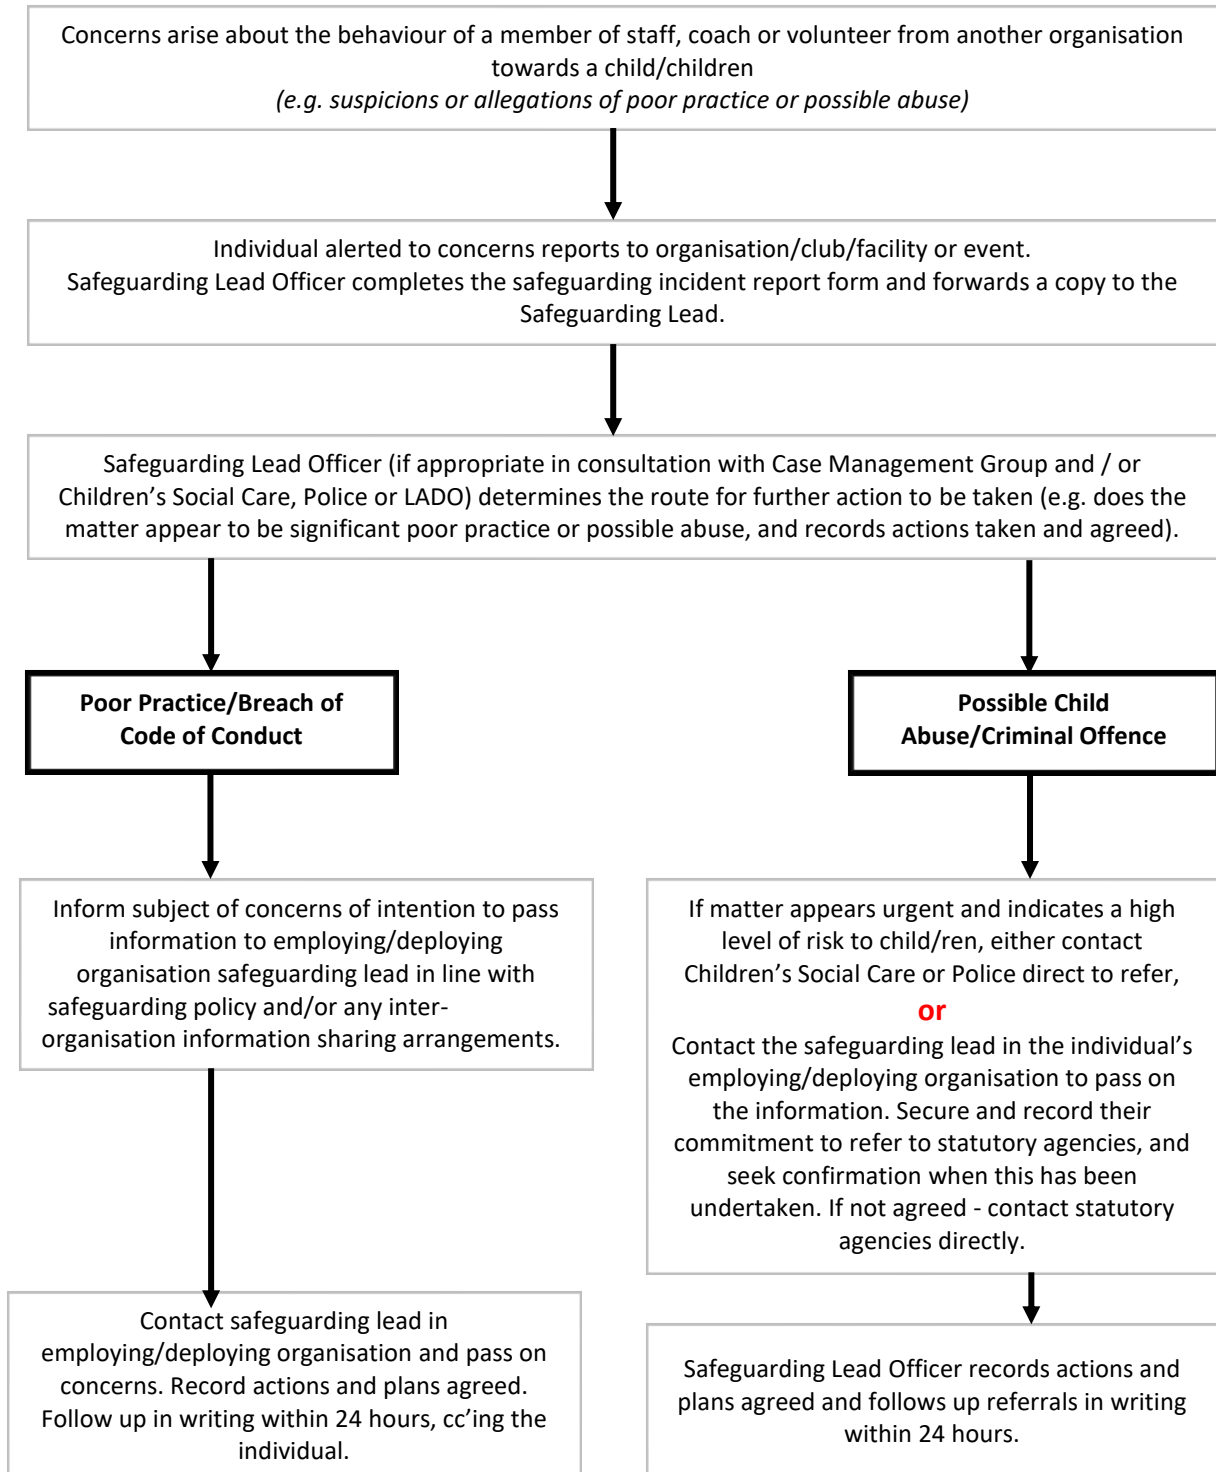 Concerns arise about the behaviour of a member of staff, coach or volunteer from another organisation
towards a child/children
(e.g. suspicions or allegations of poor practice or possible abuse)
Individual alerted to concerns reports to organisation/club/facility or event.
Safeguarding Lead Officer completes the safeguarding incident report form and forwards a copy to the
Safeguarding Lead.
Safeguarding Lead Officer (if appropriate in consultation with Case Management Group and / or
Children’s Social Care, Police or LADO) determines the route for further action to be taken (e.g. does the
matter appear to be significant poor practice or possible abuse, and records actions taken and agreed).
Poor Practice/Breach of
Code of Conduct
Possible Child
Abuse/Criminal Offence
Inform subject of concerns of intention to pass
information to employing/deploying
organisation safeguarding lead in line with
safeguarding policy and/or any inter-
organisation information sharing arrangements.
If matter appears urgent and indicates a high
level of risk to child/ren, either contact
Children’s Social Care or Police direct to refer,
or
Contact the safeguarding lead in the individual’s
employing/deploying organisation to pass on
the information. Secure and record their
commitment to refer to statutory agencies, and
seek confirmation when this has been
undertaken. If not agreed - contact statutory
agencies directly.
Contact safeguarding lead in
employing/deploying organisation and pass on
concerns. Record actions and plans agreed.
Follow up in writing within 24 hours, cc’ing the
individual.
Safeguarding Lead Officer records actions and
plans agreed and follows up referrals in writing
within 24 hours.